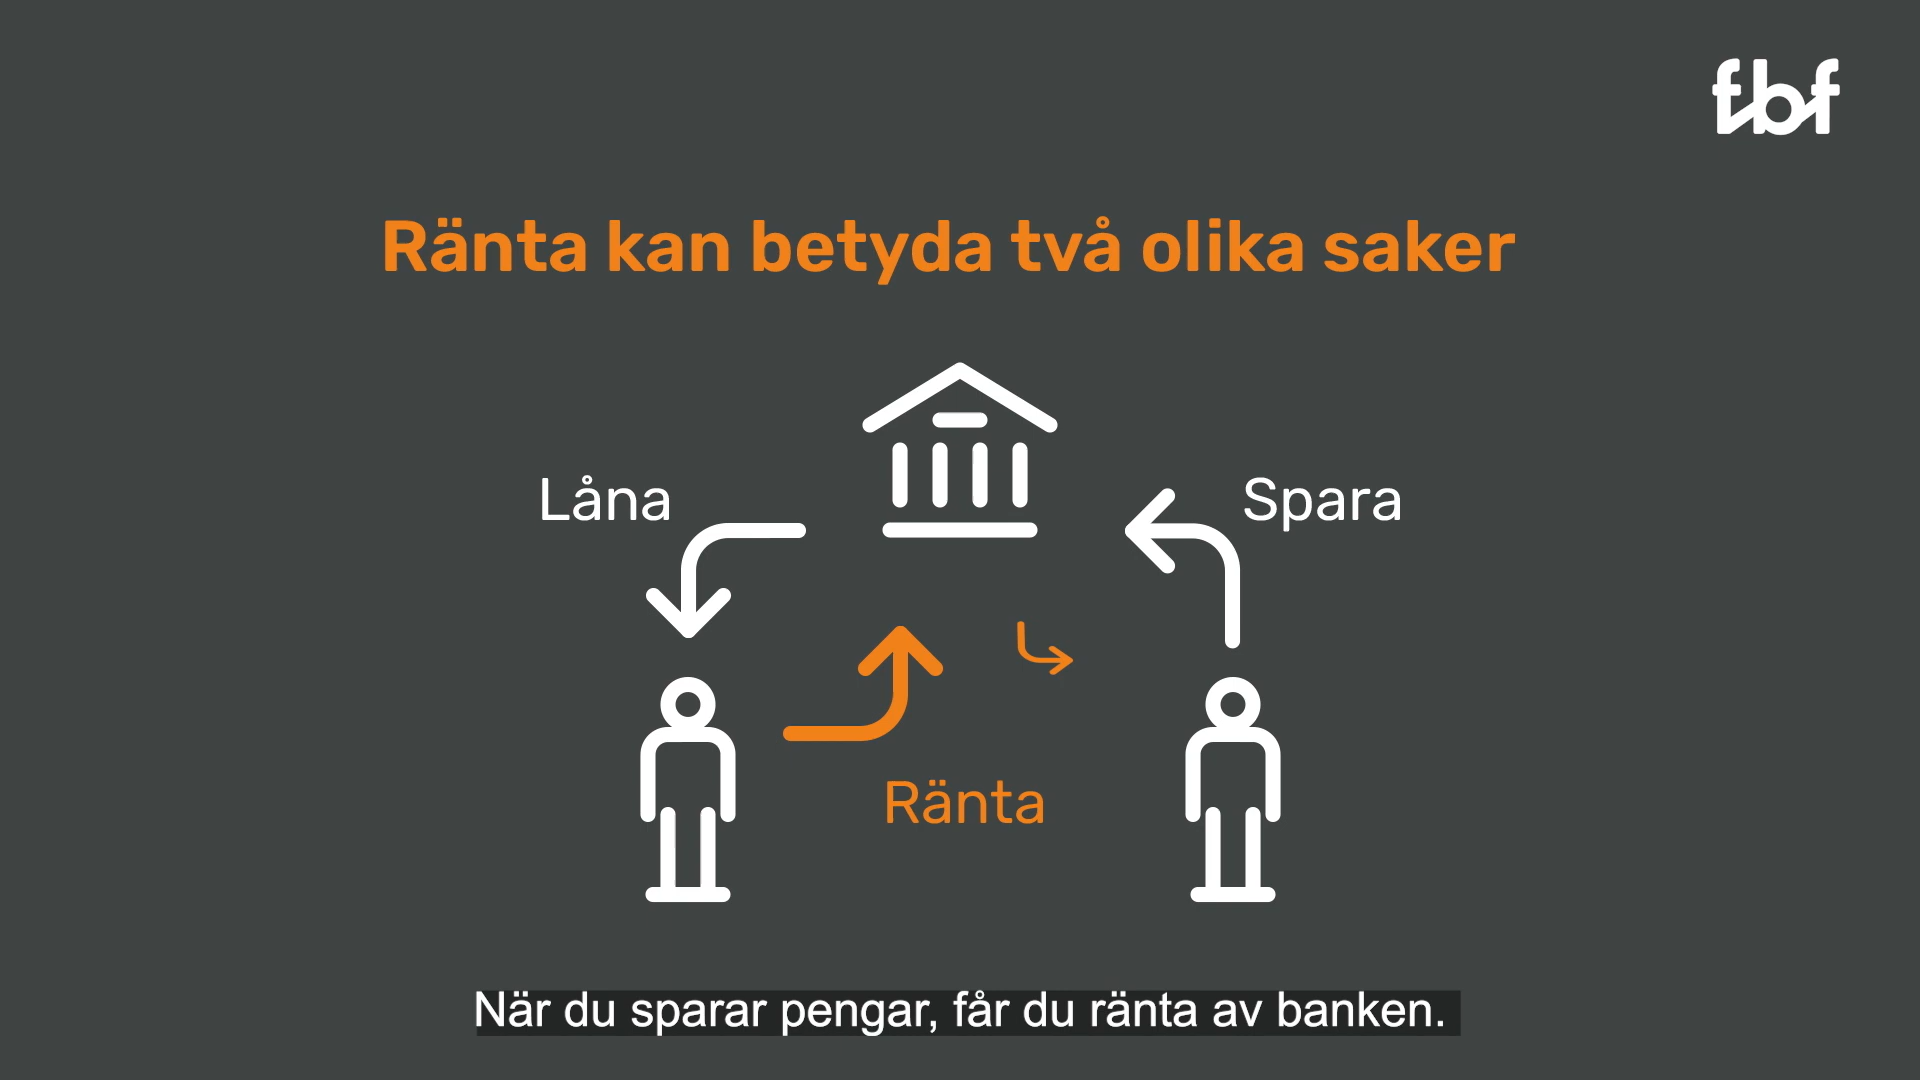 fbf
Ränta kan betyda två olika saker
Låna
Spara
Ränta
När du sparar pengar, får du ränta av banken.